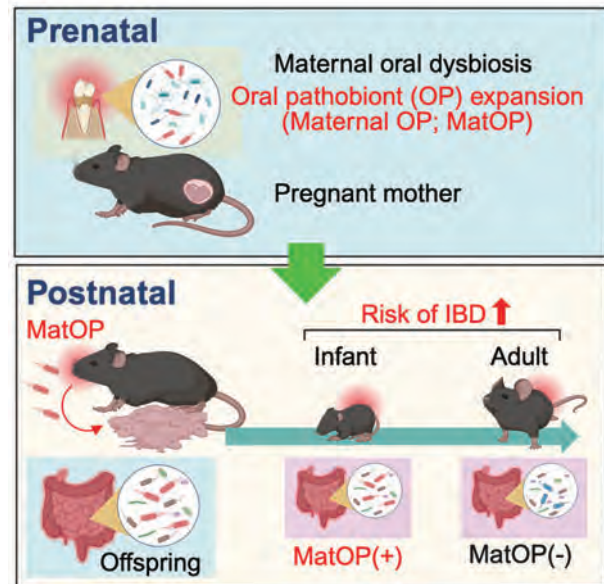 Prenatal
Maternal oral dysbiosis
Oral pathobiont (OP) expansion
(Maternal OP; MatOP)
Pregnant mother
Postnatal
MatOP
Risk of IBD
Infant
Adult
Offspring
MatOP(+)
MatOP(-)